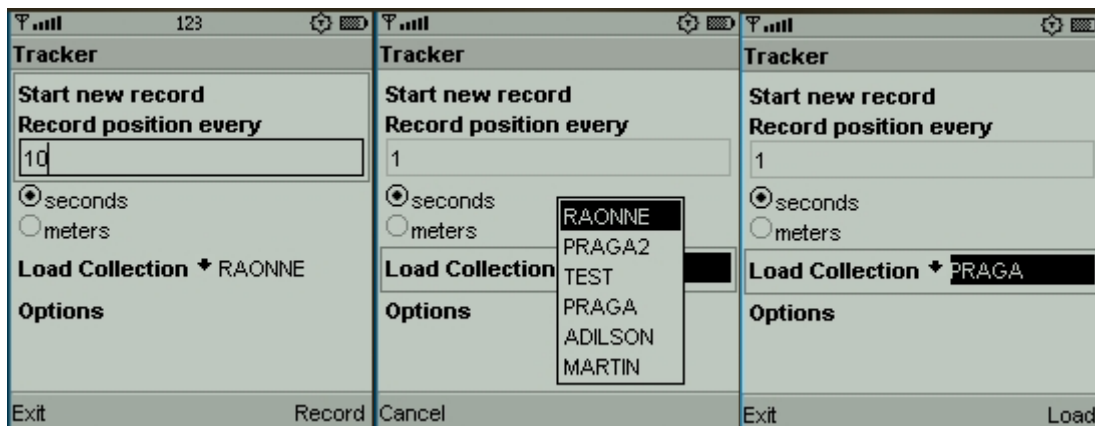 123
Tracker
Start new record
Record position every
10
seconds
meters
Load Collection RAONNE
Options
Exit Record
Tracker
Start new record
Record position every
1
seconds
meters
Load Collection
RAONNE
PRAGA2
TEST
PRAGA
ADILSON
MARTIN
Options
Cancel
Tracker
Start new record
Record position every
1
seconds
meters
Load Collection PRAGA
Options
Exit Load